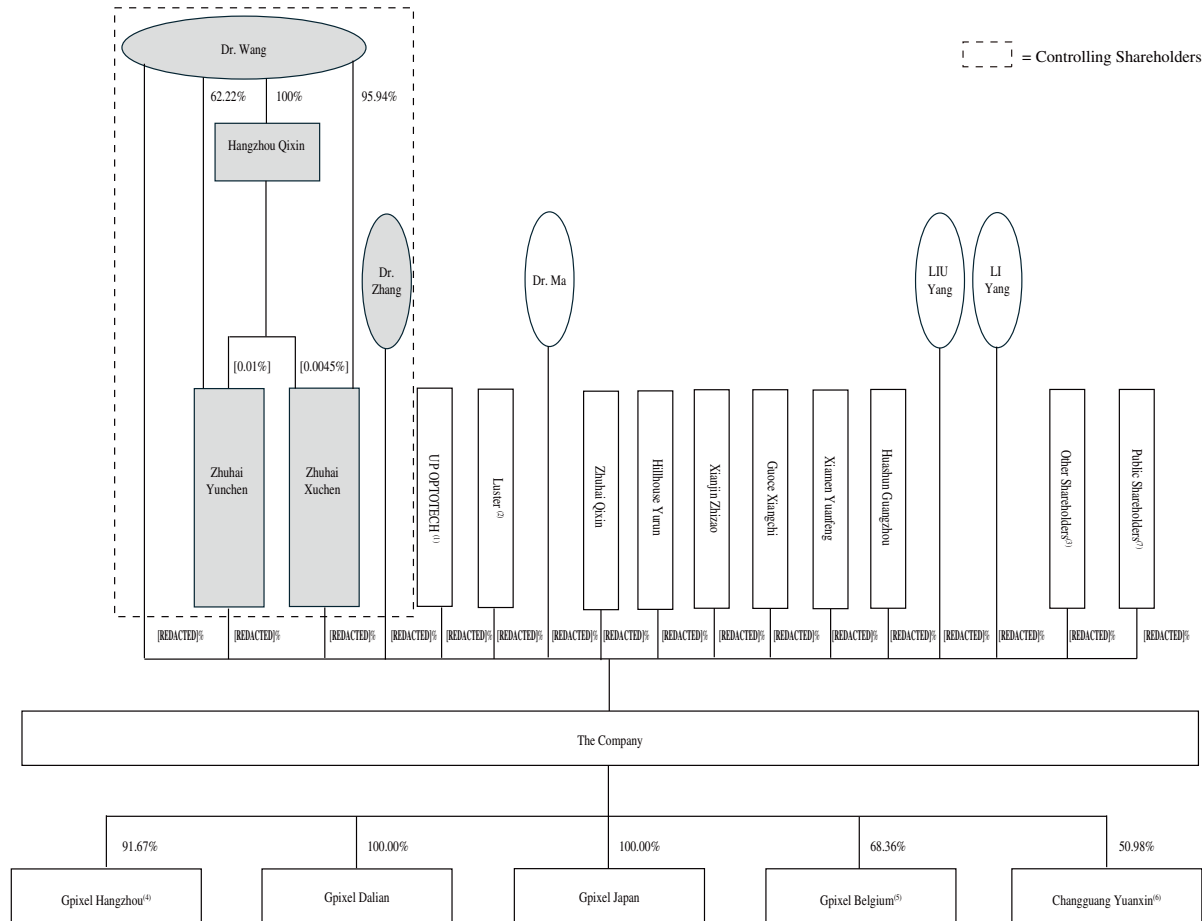 Dr. Wang
= Controlling Shareholders
62.22%
100%
95.94%
Hangzhou Qixin
Dr.
Zhang
Dr. Ma
LIU
Yang
LI
Yang
[0.01%]
[0.0045%]
Zhuhai
Yunchen
Zhuhai
Xuchen
UP OPTOTECH (1)
Luster (2)
Zhuhai Qixin
Hillhouse Yurun
Xianjin Zhizao
Guoce Xiangchi
Xiamen Yuanfeng
Huashun Guangzhou
Other Shareholders(3)
Public Shareholders(7)
[REDACTED]% [REDACTED]% [REDACTED]% [REDACTED]% [REDACTED]% [REDACTED]% [REDACTED]% [REDACTED]% [REDACTED]% [REDACTED]% [REDACTED]% [REDACTED]% [REDACTED]% [REDACTED]% [REDACTED]% [REDACTED]%
The Company
91.67%
100.00%
100.00%
68.36%
50.98%
Gpixel Hangzhou(4)
Gpixel Dalian
Gpixel Japan
Gpixel Belgium(5)
Changguang Yuanxin(6)